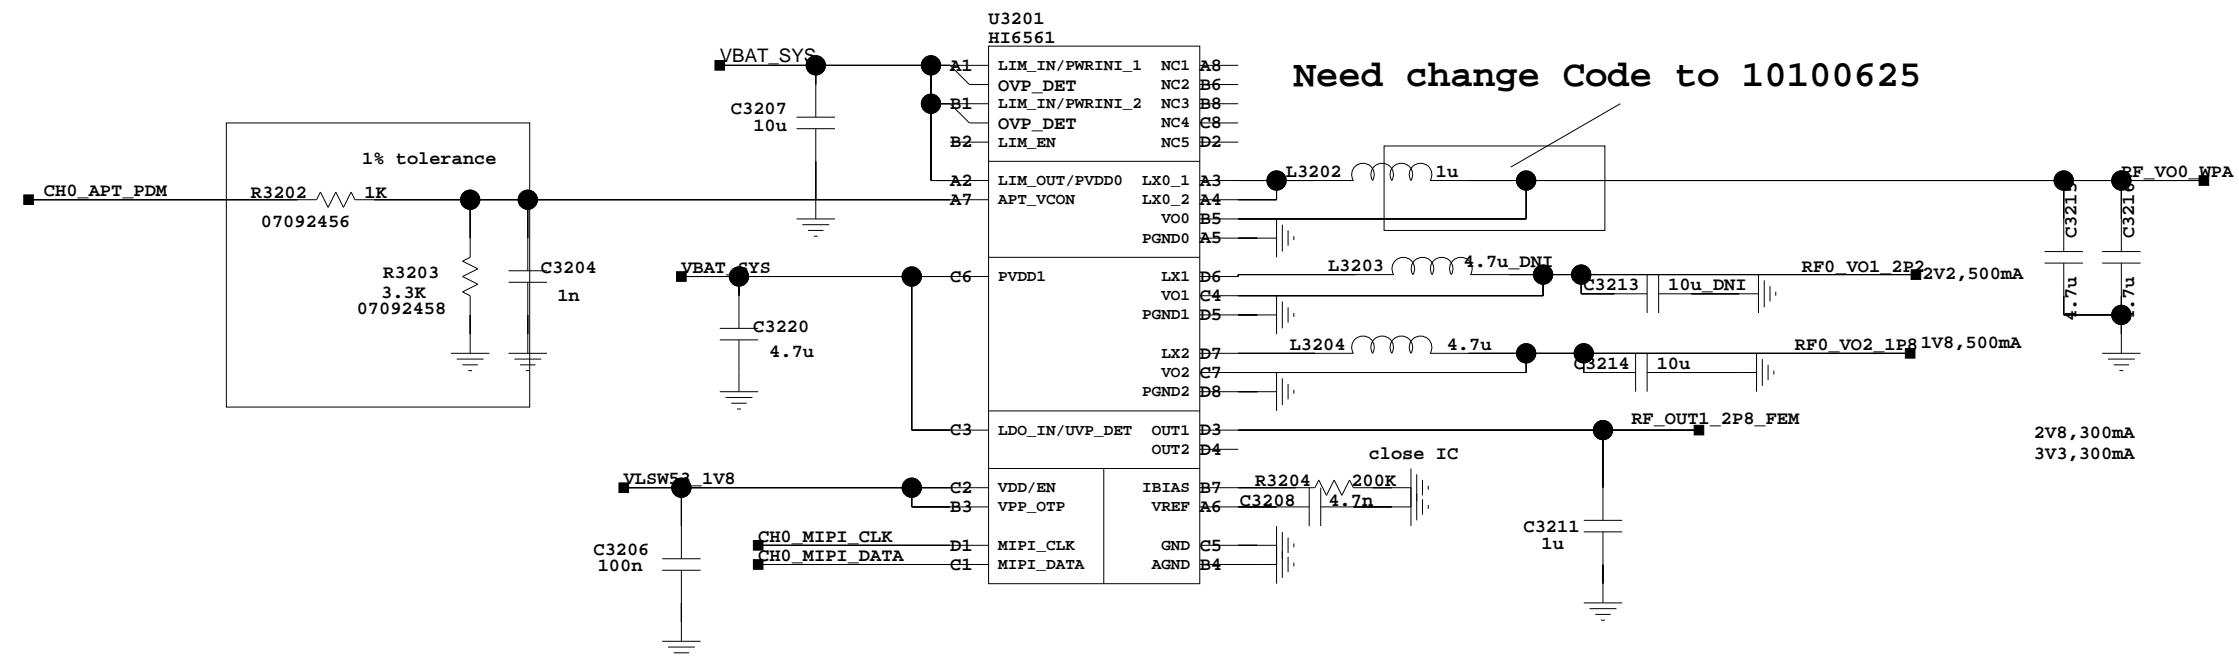 U3201
HI6561
VBAT_SYS
A1 LIM_IN/PWRINI_1 NC1 A8
OVP_DET NC2 B6
B1 LIM_IN/PWRINI_2 NC3 B8
OVP_DET NC4 C8
B2 LIM_EN NC5 D2
Need change Code to 10100625
C3207
10u
1% tolerance
CH0_APT_PDM
R3202 1K
07092456
A2 LIM_OUT/PVDD0 LX0_1 A3
A7 APT_VCON LX0_2 A4
VO0 B5
PGND0 A5
L3202 1u
RF_VO0_WPA
C3215
4.7u
C3216
4.7u
R3203
3.3K
07092458
C3204
1n
VBAT_SYS
C6 PVDD1 LX1 D6
VO1 C4
PGND1 D5
L3203 4.7u_DNI
C3213 10u_DNI
RF0_VO1_2P2
2V2,500mA
C3220
4.7u
LX2 D7
VO2 C7
PGND2 D8
L3204 4.7u
C3214 10u
RF0_VO2_1P8
1V8,500mA
C3 LDO_IN/UVP_DET OUT1 D3
OUT2 D4
RF_OUT1_2P8_FEM
2V8,300mA
3V3,300mA
close IC
VLSW53_1V8
C2 VDD/EN IBIAS B7
B3 VPP_OTP VREF A6
R3204 200K
C3208 4.7n
C3206
100n
CH0_MIPI_CLK
CH0_MIPI_DATA
D1 MIPI_CLK GND C5
C1 MIPI_DATA AGND B4
C3211
1u